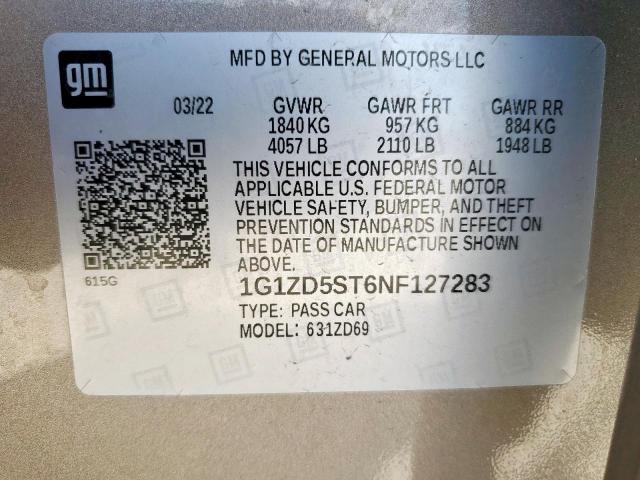 gm
MFD BY GENERAL MOTORS LLC
03/22 GVWR GAWR FRT GAWR RR
1840 KG 957 KG 884 KG
4057 LB 2110 LB 1948 LB
THIS VEHICLE CONFORMS TO ALL
APPLICABLE U.S. FEDERAL MOTOR
VEHICLE SAFETY, BUMPER, AND THEFT
PREVENTION STANDARDS IN EFFECT ON
THE DATE OF MANUFACTURE SHOWN
ABOVE.
615G
1G1ZD5ST6NF127283
TYPE: PASS CAR
MODEL: 631ZD69